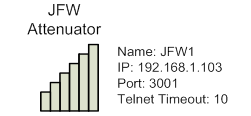 JFW
Attenuator
Name: JFW1
IP: 192.168.1.103
Port: 3001
Telnet Timeout: 10